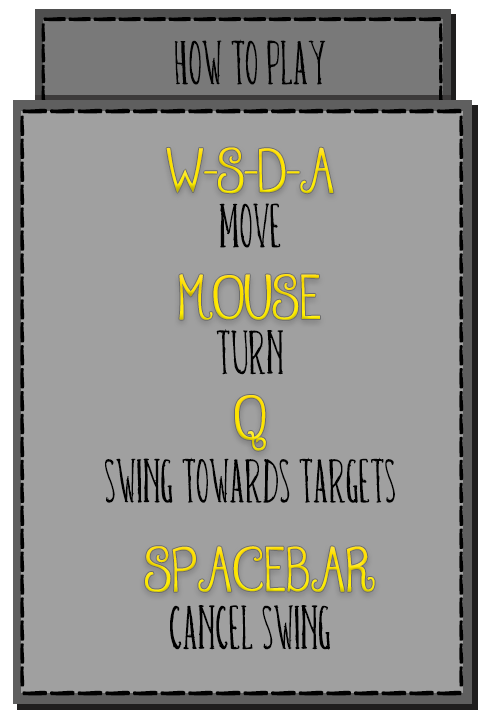 HOW TO PLAY
W-S-D-A
MOVE
MOUSE
TURN
Q
SWING TOWARDS TARGETS
SPACEBAR
CANCEL SWING